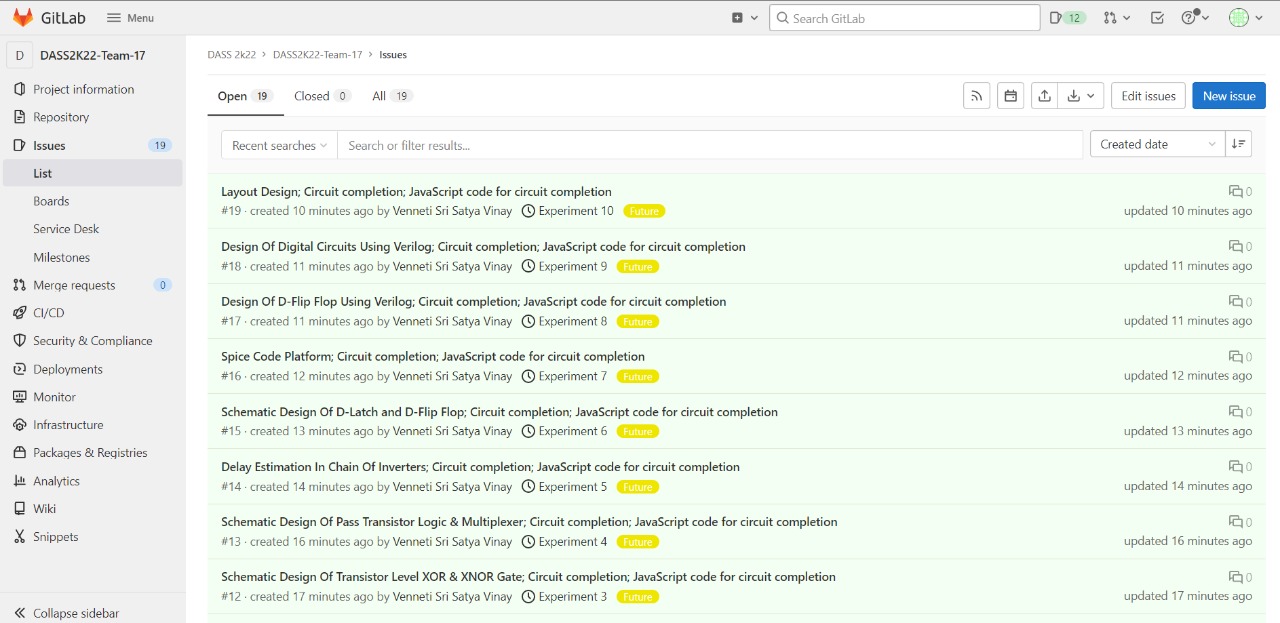 GitLab Menu Search GitLab 12
D DASS2K22-Team-17
Project information
Repository
Issues 19
List
Boards
Service Desk
Milestones
Merge requests 0
CI/CD
Security & Compliance
Deployments
Monitor
Infrastructure
Packages & Registries
Analytics
Wiki
Snippets
Collapse sidebar
DASS 2k22 > DASS2K22-Team-17 > Issues
Open 19 Closed 0 All 19 Edit issues New issue
Recent searches Search or filter results... Created date
Layout Design; Circuit completion; JavaScript code for circuit completion 0
#19 · created 10 minutes ago by Venneti Sri Satya Vinay Experiment 10 Future updated 10 minutes ago
Design Of Digital Circuits Using Verilog; Circuit completion; JavaScript code for circuit completion 0
#18 · created 11 minutes ago by Venneti Sri Satya Vinay Experiment 9 Future updated 11 minutes ago
Design Of D-Flip Flop Using Verilog; Circuit completion; JavaScript code for circuit completion 0
#17 · created 11 minutes ago by Venneti Sri Satya Vinay Experiment 8 Future updated 11 minutes ago
Spice Code Platform; Circuit completion; JavaScript code for circuit completion 0
#16 · created 12 minutes ago by Venneti Sri Satya Vinay Experiment 7 Future updated 12 minutes ago
Schematic Design Of D-Latch and D-Flip Flop; Circuit completion; JavaScript code for circuit completion 0
#15 · created 13 minutes ago by Venneti Sri Satya Vinay Experiment 6 Future updated 13 minutes ago
Delay Estimation In Chain Of Inverters; Circuit completion; JavaScript code for circuit completion 0
#14 · created 14 minutes ago by Venneti Sri Satya Vinay Experiment 5 Future updated 14 minutes ago
Schematic Design Of Pass Transistor Logic & Multiplexer; Circuit completion; JavaScript code for circuit completion 0
#13 · created 16 minutes ago by Venneti Sri Satya Vinay Experiment 4 Future updated 16 minutes ago
Schematic Design Of Transistor Level XOR & XNOR Gate; Circuit completion; JavaScript code for circuit completion 0
#12 · created 17 minutes ago by Venneti Sri Satya Vinay Experiment 3 Future updated 17 minutes ago